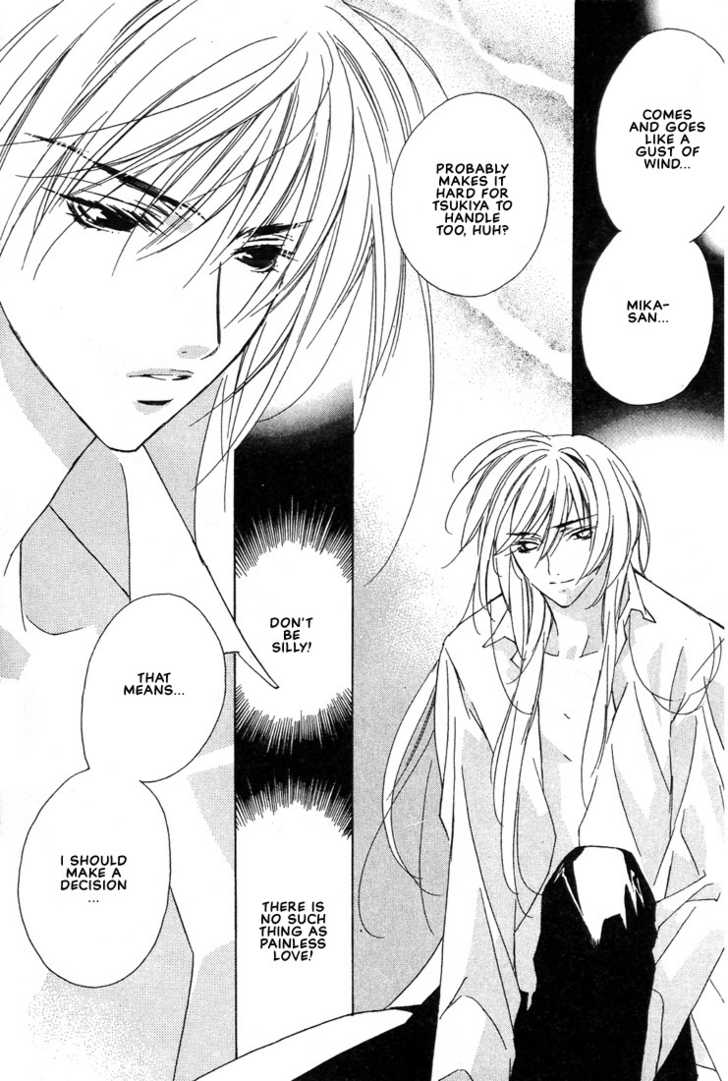 COMES
AND GOES
LIKE A
GUST OF
WIND...
MIKA-
SAN...
PROBABLY
MAKES IT
HARD FOR
TSUKIYA TO
HANDLE
TOO, HUH?
DON'T
BE
SILLY!
THERE IS
NO SUCH
THING AS
PAINLESS
LOVE!
THAT
MEANS...
I SHOULD
MAKE A
DECISION
...